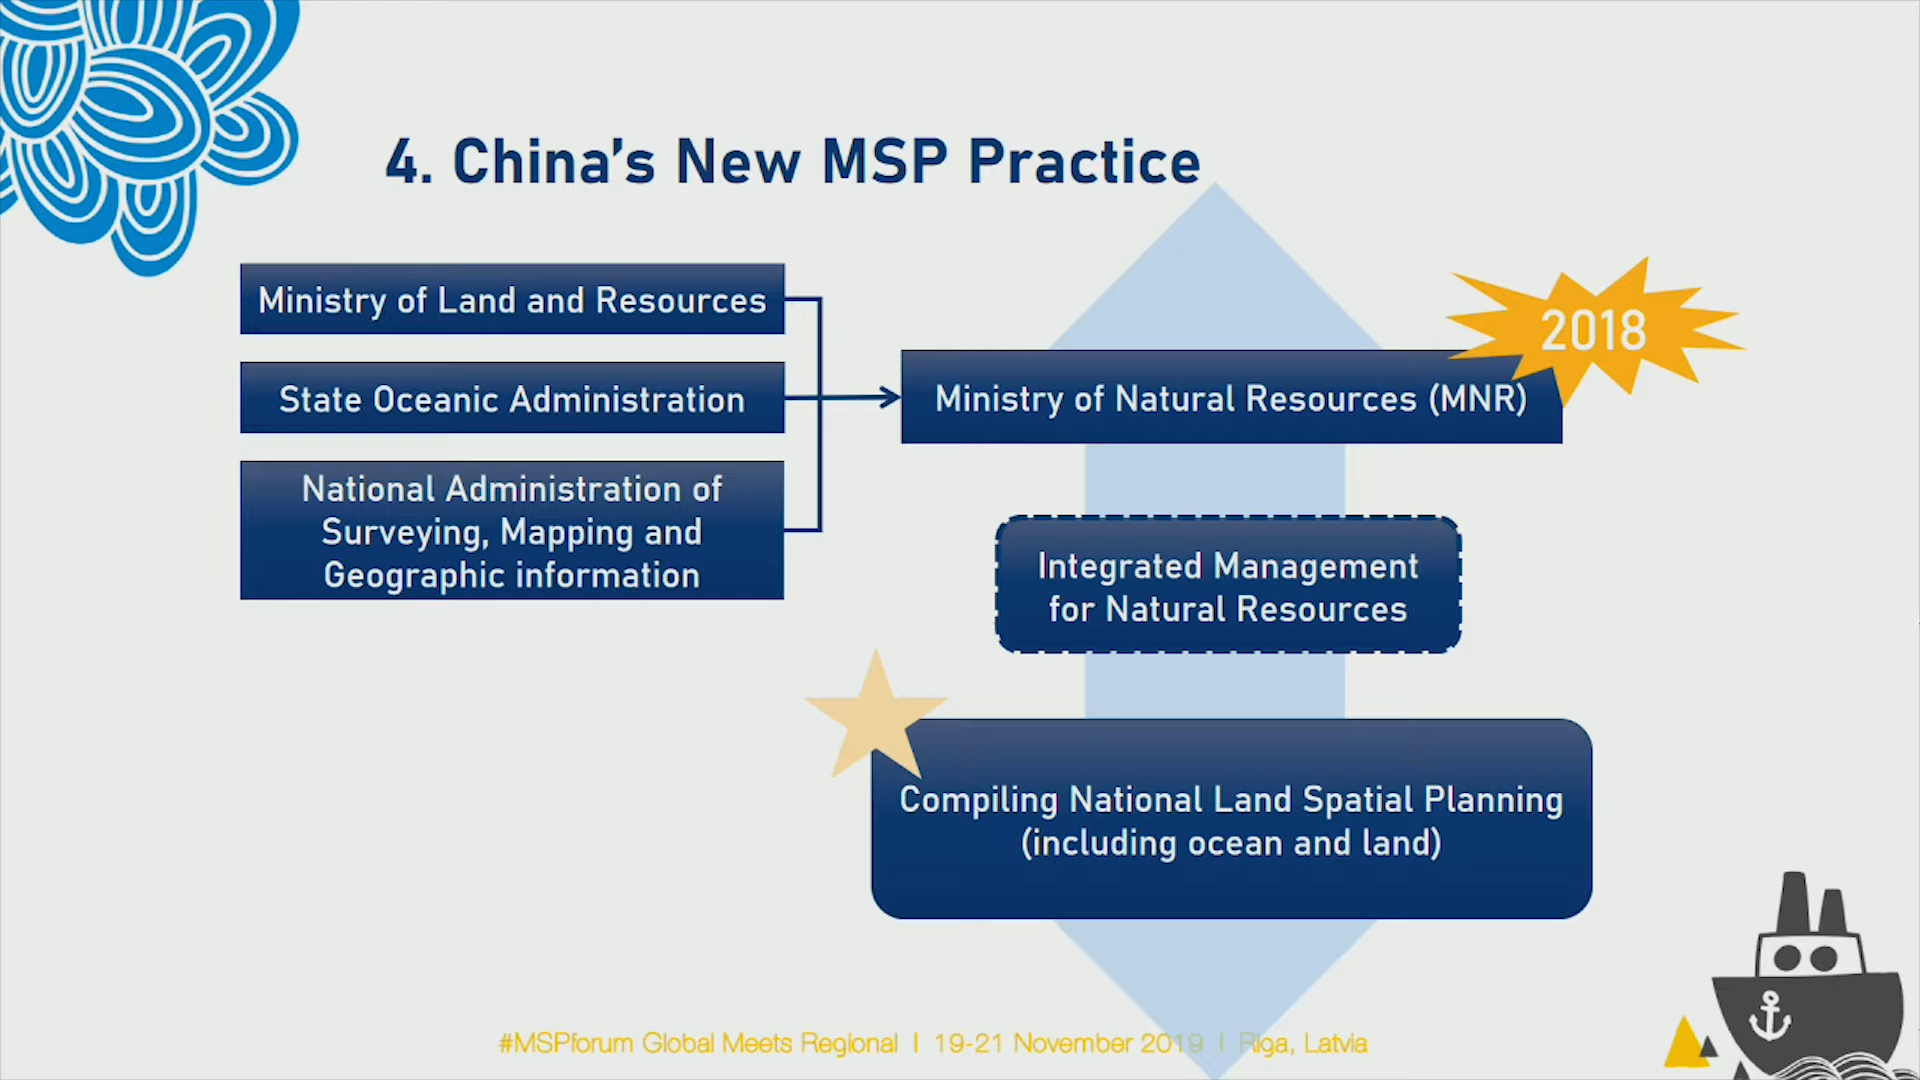 4. China’s New MSP Practice
Ministry of Land and Resources
State Oceanic Administration
National Administration of
Surveying, Mapping and
Geographic information
2018
Ministry of Natural Resources (MNR)
Integrated Management
for Natural Resources
Compiling National Land Spatial Planning
(including ocean and land)
#MSPforum Global Meets Regional I 19-21 November 2019 I Riga, Latvia